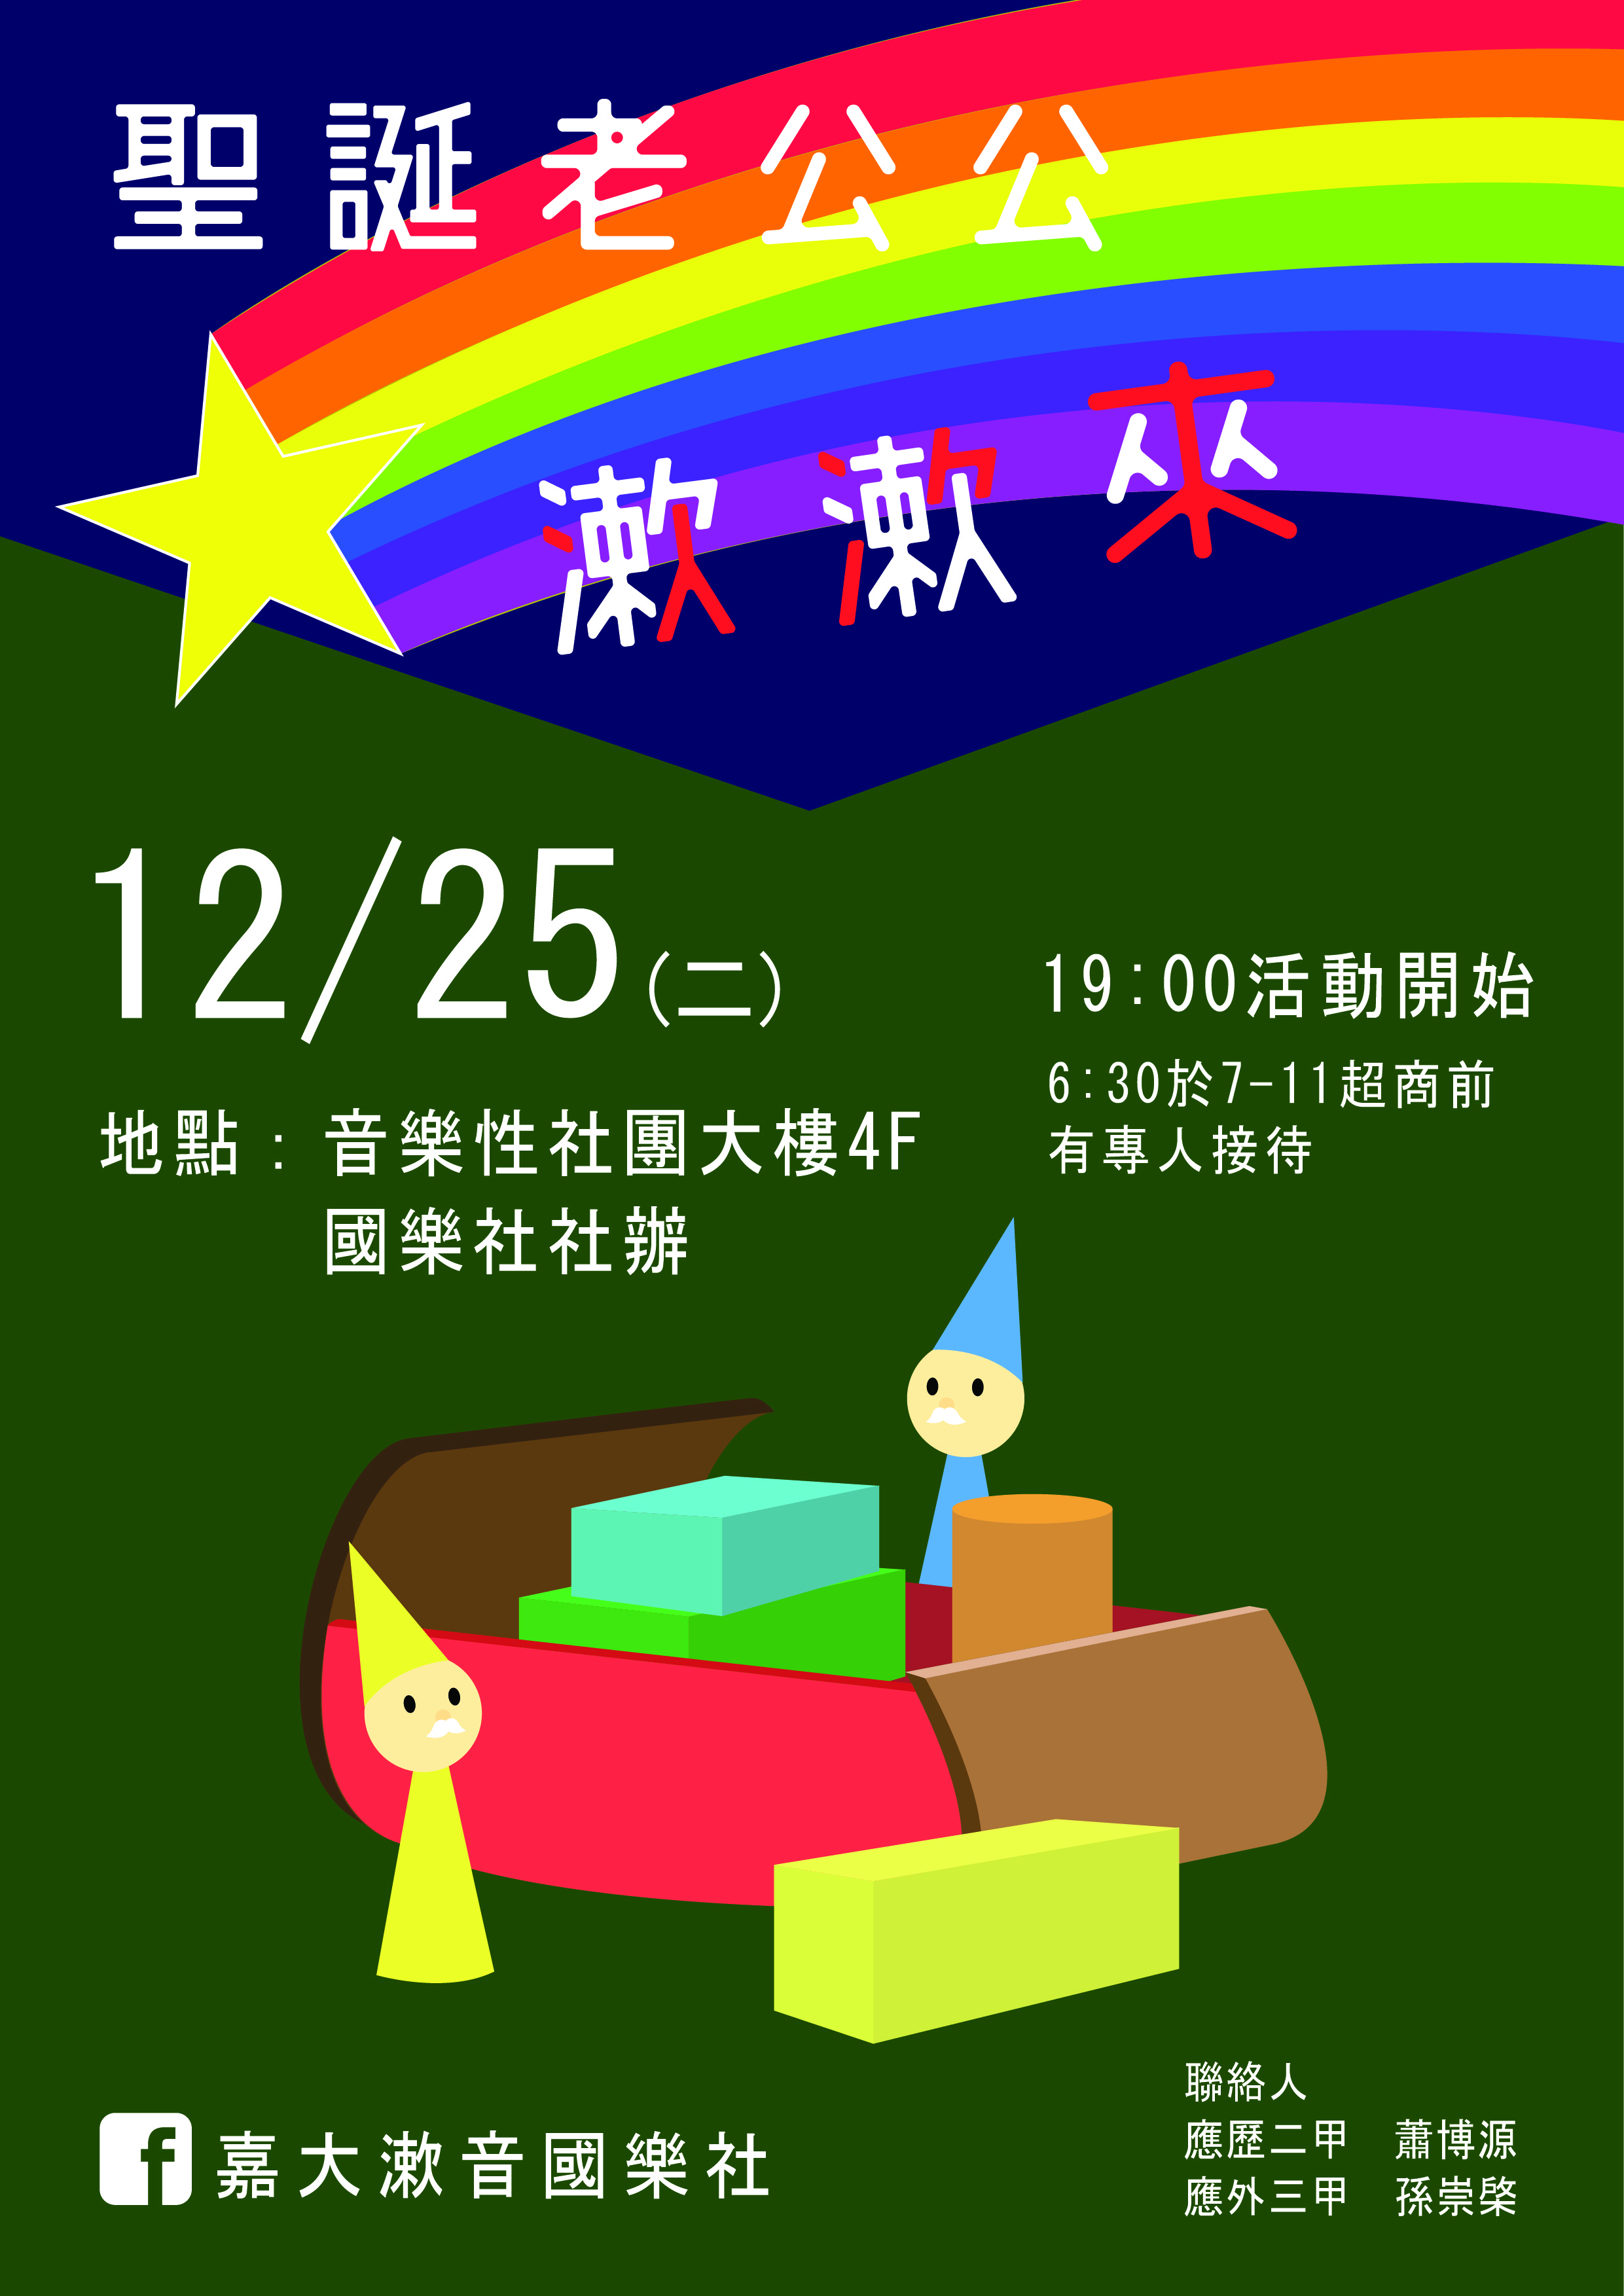 聖誕老公公
漱漱來
12/25(二)
19:00活動開始
6:30於7-11超商前
有專人接待
地點：音樂性社團大樓4F
國樂社社辦
聯絡人
應歷二甲 蕭博源
應外三甲 孫崇棨
嘉大漱音國樂社